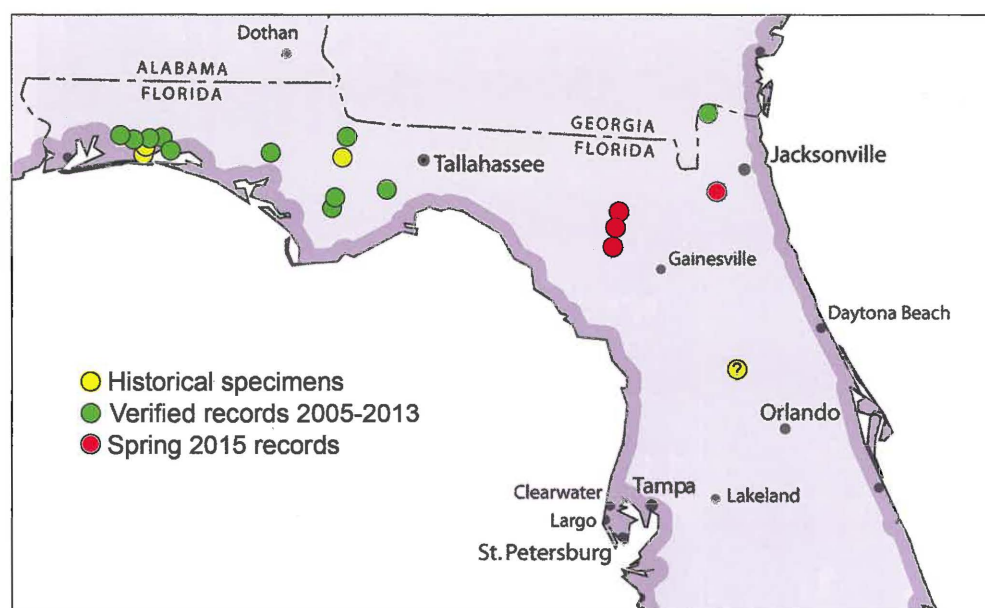 Dothan
ALABAMA
FLORIDA
GEORGIA
FLORIDA
Jacksonville
Tallahassee
Gainesville
Daytona Beach
?
Historical specimens
Verified records 2005-2013
Spring 2015 records
Orlando
Clearwater
Tampa
Lakeland
Largo
St. Petersburg